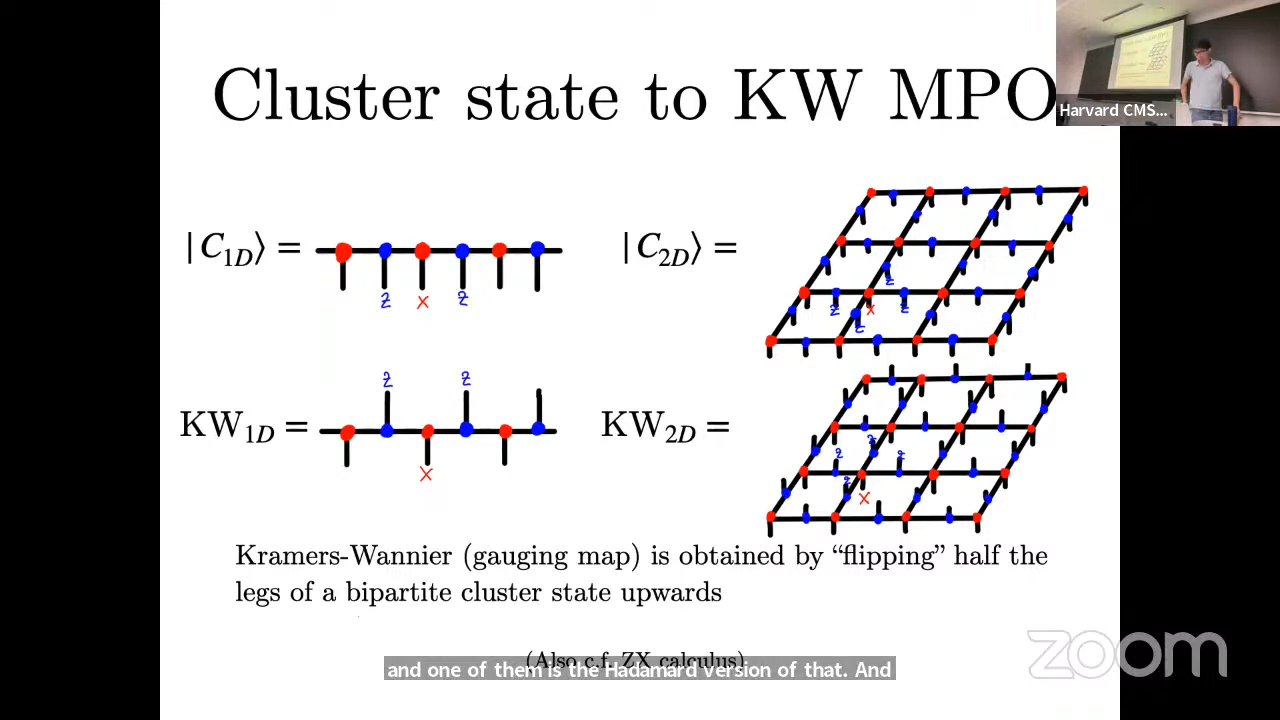 Cluster state to KW MPO
Harvard CMS...
|C1D⟩ =
z x z
|C2D⟩ =
z
z x z
z
KW1D =
z z
x
KW2D =
z
z z
z
x
Kramers-Wannier (gauging map) is obtained by “flipping” half the
legs of a bipartite cluster state upwards
(Also c.f. ZX calculus)
and one of them is the Hadamard version of that. And
zoom